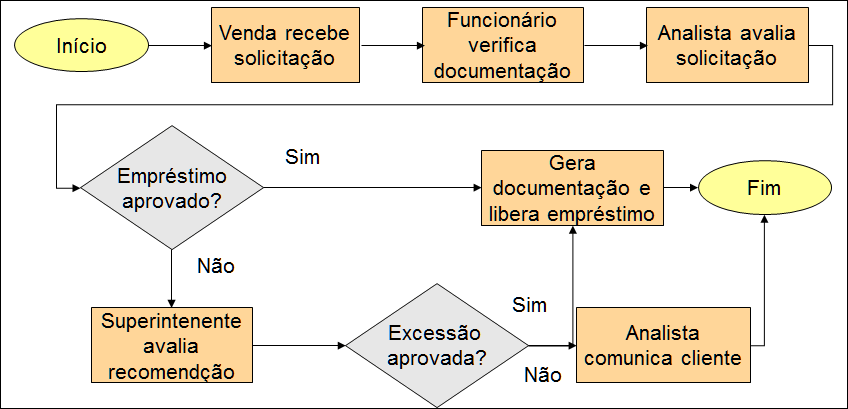 Início
Venda recebe
solicitação
Funcionário
verifica
documentação
Analista avalia
solicitação
Empréstimo
aprovado?
Sim
Gera
documentação e
libera empréstimo
Fim
Não
Superintenente
avalia
recomendção
Excessão
aprovada?
Sim
Não
Analista
comunica cliente